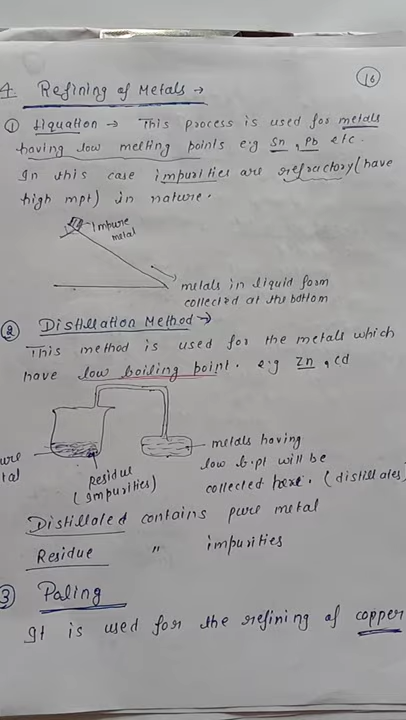 16
4. Refining of Metals →
① Liquation → This process is used for metals
having low melting points e.g Sn, Pb etc.
In this case impurities are refractory (have
high mpt) in nature.
Impure
metal
metals in liquid form
collected at the bottom
② Distillation Method →
This method is used for the metals which
have low boiling point. e.g Zn, Cd
ure
tal
Residue
(Impurities)
metals having
low b.pt will be
collected here. (distillates)
Distillated contains pure metal
Residue " impurities
③ Poling
It is used for the refining of copper